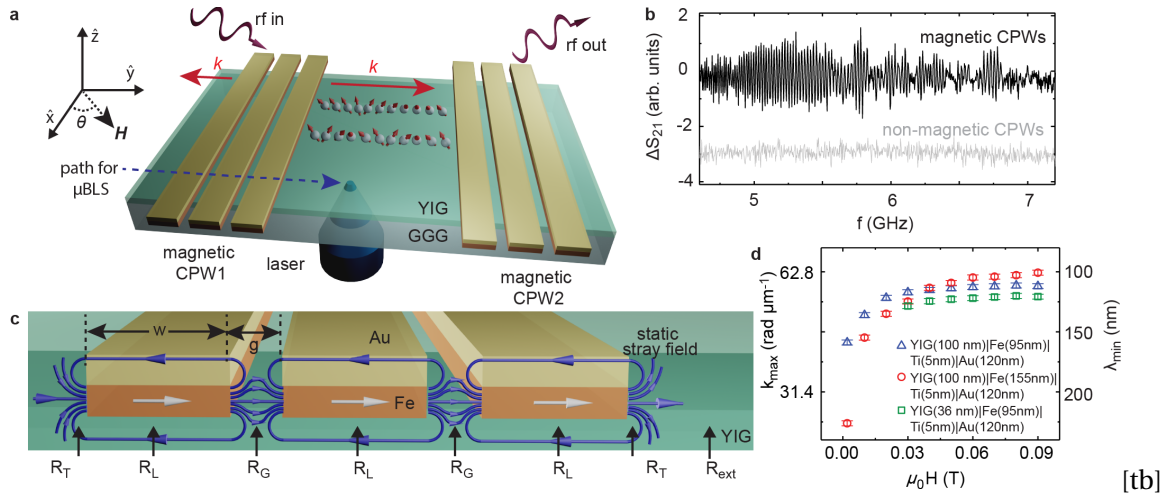 a
rf in
rf out
ẑ
ŷ
x̂
θ
H
k
k
path for
μBLS
YIG
GGG
magnetic
CPW1
laser
magnetic
CPW2
b
ΔS21 (arb. units)
2
0
-2
-4
magnetic CPWs
non-magnetic CPWs
5
6
7
f (GHz)
c
w
g
Au
Fe
static
stray field
YIG
RT
RL
RG
RL
RG
RL
RT
Rext
d
kmax (rad μm⁻¹)
62.8
31.4
λmin (nm)
100
150
200
YIG(100 nm)|Fe(95nm)|
Ti(5nm)|Au(120nm)
YIG(100 nm)|Fe(155nm)|
Ti(5nm)|Au(120nm)
YIG(36 nm)|Fe(95nm)|
Ti(5nm)|Au(120nm)
0.00
0.03
0.06
0.09
μ0H (T)
[tb]